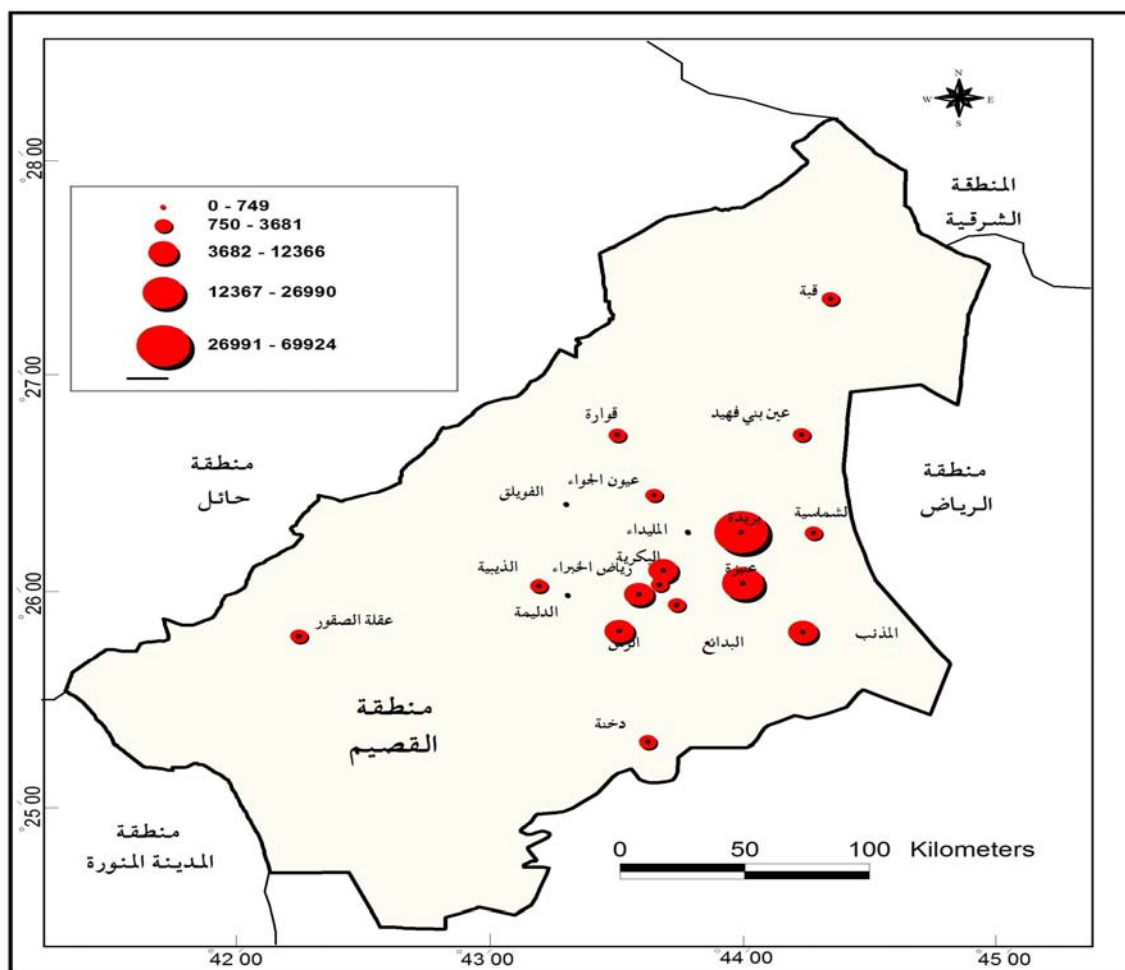 N
W E
S
°28'00
°27'00
°26'00
°25'00
0 - 749
750 - 3681
3682 - 12366
12367 - 26990
26991 - 69924
المنطقة
الشرقية
قبة
قوارة
عين بني فهيد
منطقة
حائل
منطقة
الرياض
عيون الجواء
الفويلق
بريدة
لشماسية
المليداء
البكرية
الذيبية
رياض الخبراء
عنيزة
الدليمة
عقلة الصقور
الرس
البدائع
المذنب
منطقة
القصيم
دخنة
منطقة
المدينة المنورة
0 50 100 Kilometers
°42'00
°43'00
°44'00
°45'00